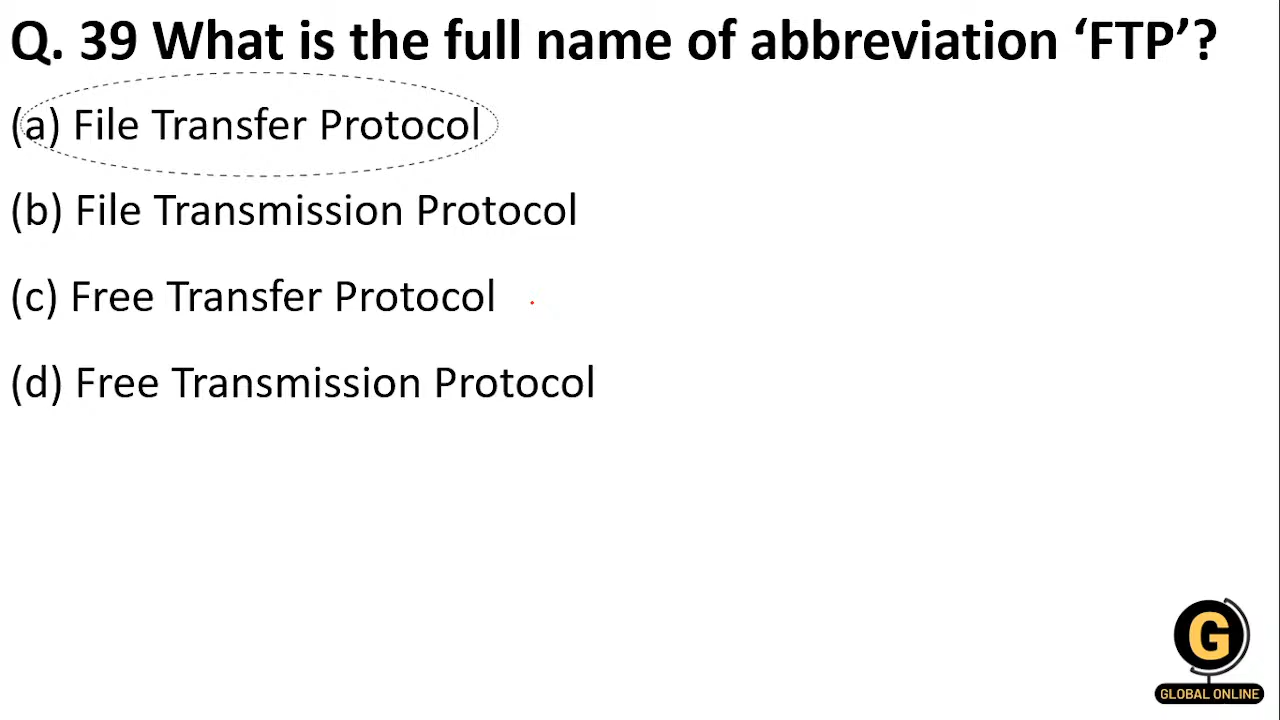 Q. 39 What is the full name of abbreviation ‘FTP’?
(a) File Transfer Protocol
(b) File Transmission Protocol
(c) Free Transfer Protocol
(d) Free Transmission Protocol
G
GLOBAL ONLINE